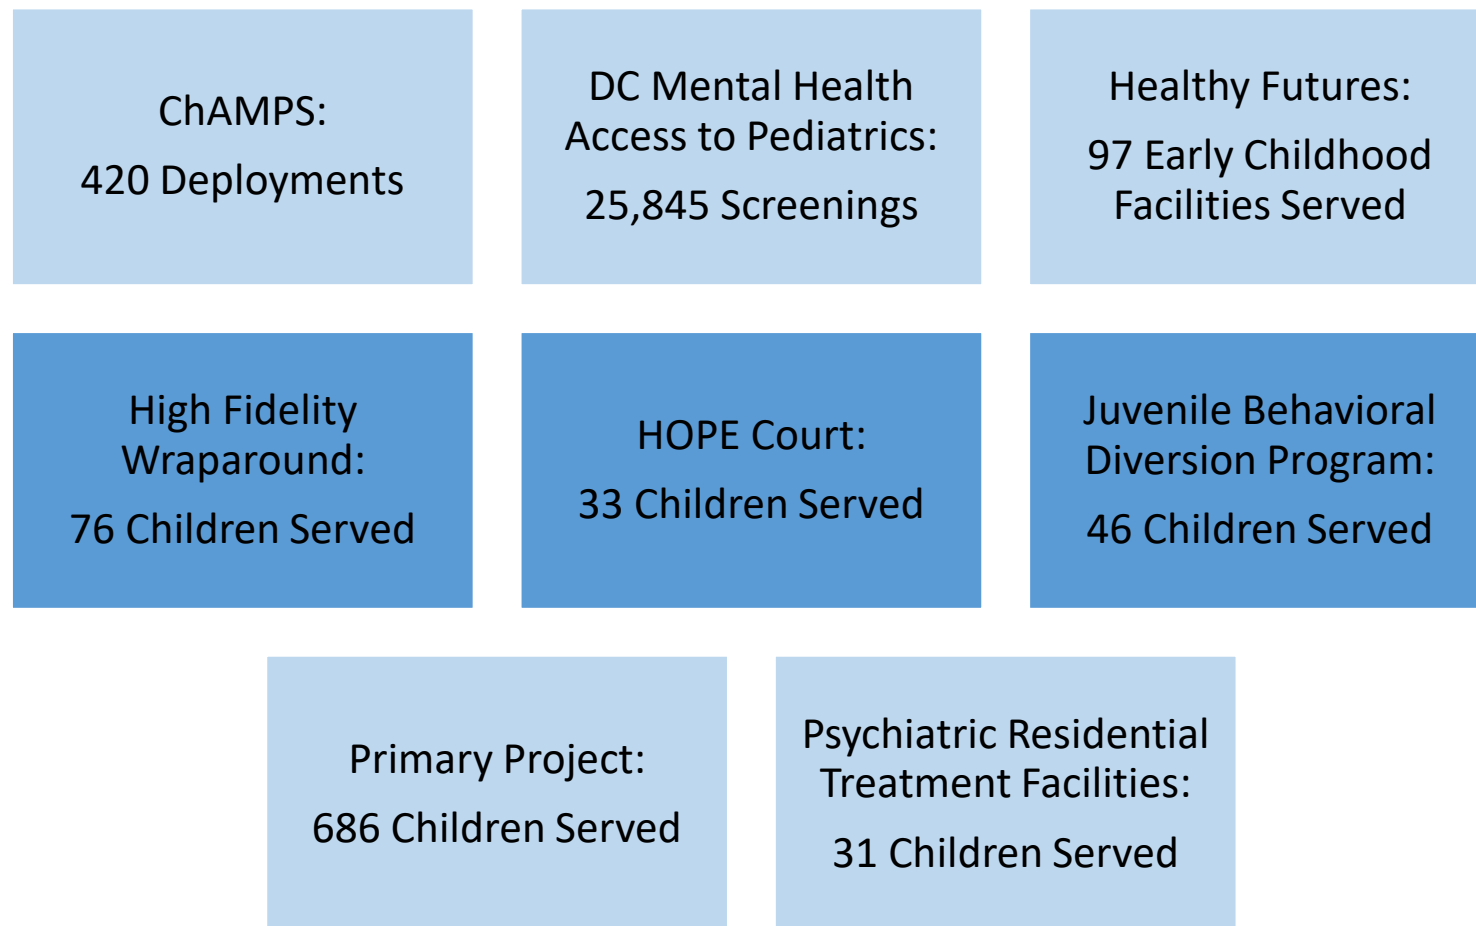 ChAMPS:
420 Deployments
DC Mental Health
Access to Pediatrics:
25,845 Screenings
Healthy Futures:
97 Early Childhood
Facilities Served
High Fidelity
Wraparound:
76 Children Served
HOPE Court:
33 Children Served
Juvenile Behavioral
Diversion Program:
46 Children Served
Primary Project:
686 Children Served
Psychiatric Residential
Treatment Facilities:
31 Children Served